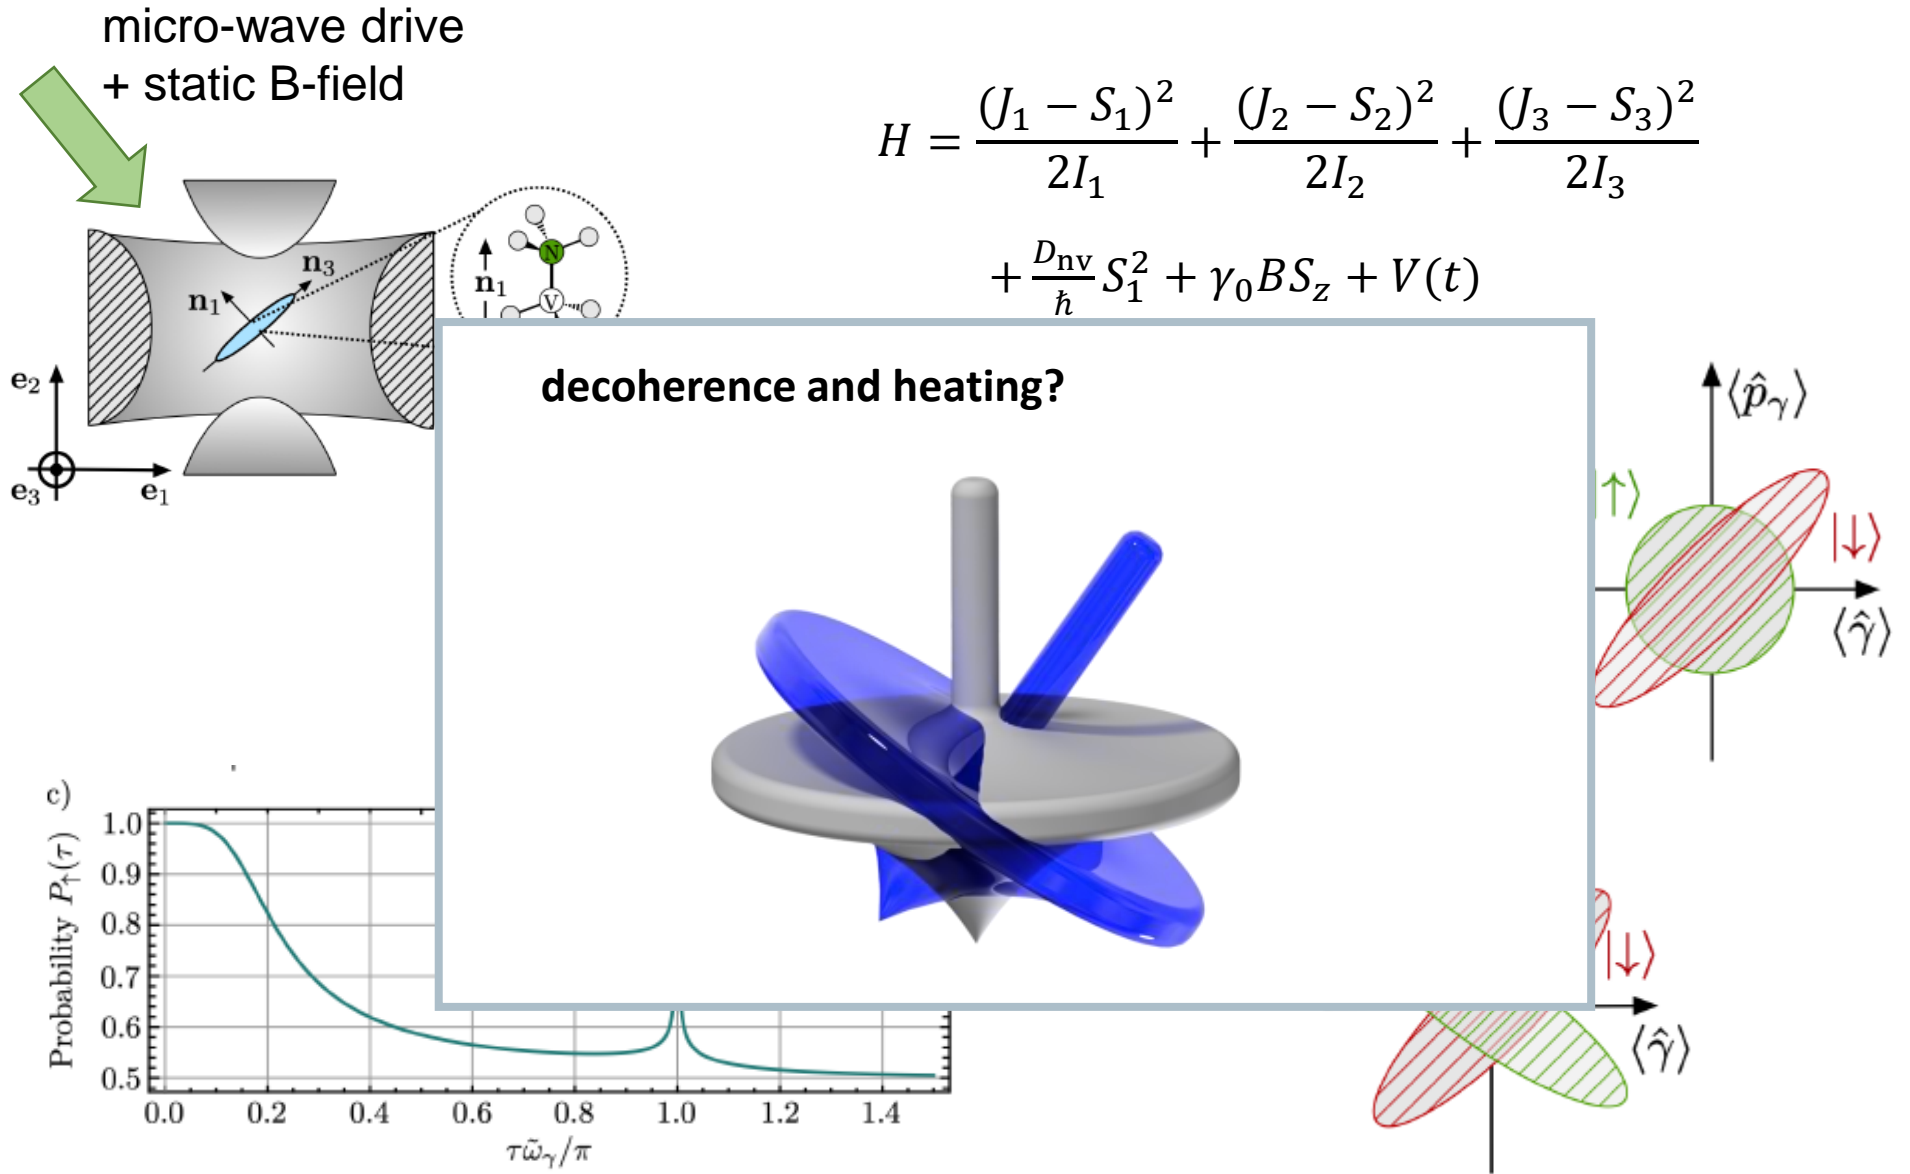 micro-wave drive
+ static B-field
H = (J₁ − S₁)²/2I₁ + (J₂ − S₂)²/2I₂ + (J₃ − S₃)²/2I₃
+ Dₙᵥ/ħ S₁² + γ₀BS_z + V(t)
n₃
n₁
N
n₁
V
e₂
e₃
e₁
decoherence and heating?
⟨p̂_γ⟩
↑⟩
|↓⟩
⟨γ̂⟩
c)
Probability P↑(τ)
1.0
0.9
0.8
0.7
0.6
0.5
0.0 0.2 0.4 0.6 0.8 1.0 1.2 1.4
τω̃_γ/π
|↓⟩
⟨γ̂⟩